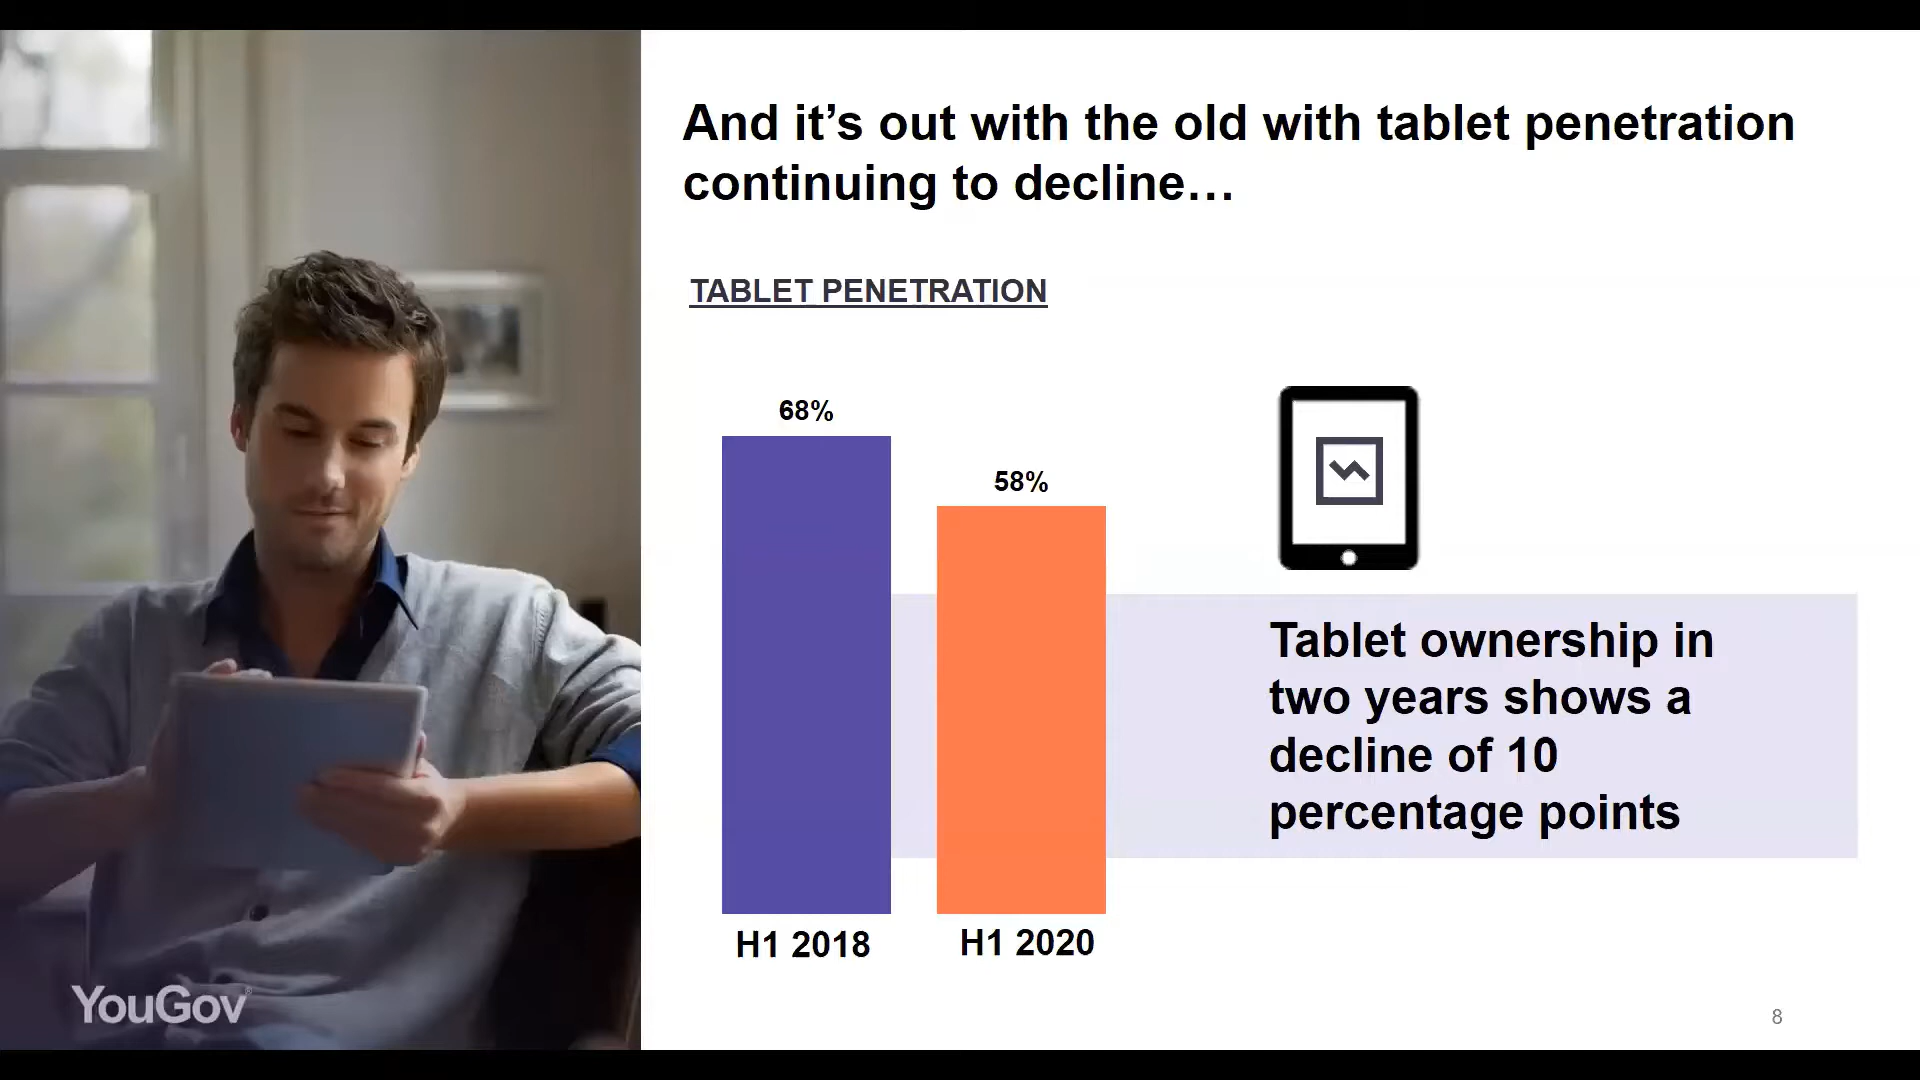 And it’s out with the old with tablet penetration
continuing to decline…
TABLET PENETRATION
68%
58%
H1 2018
H1 2020
Tablet ownership in
two years shows a
decline of 10
percentage points
YouGov
8